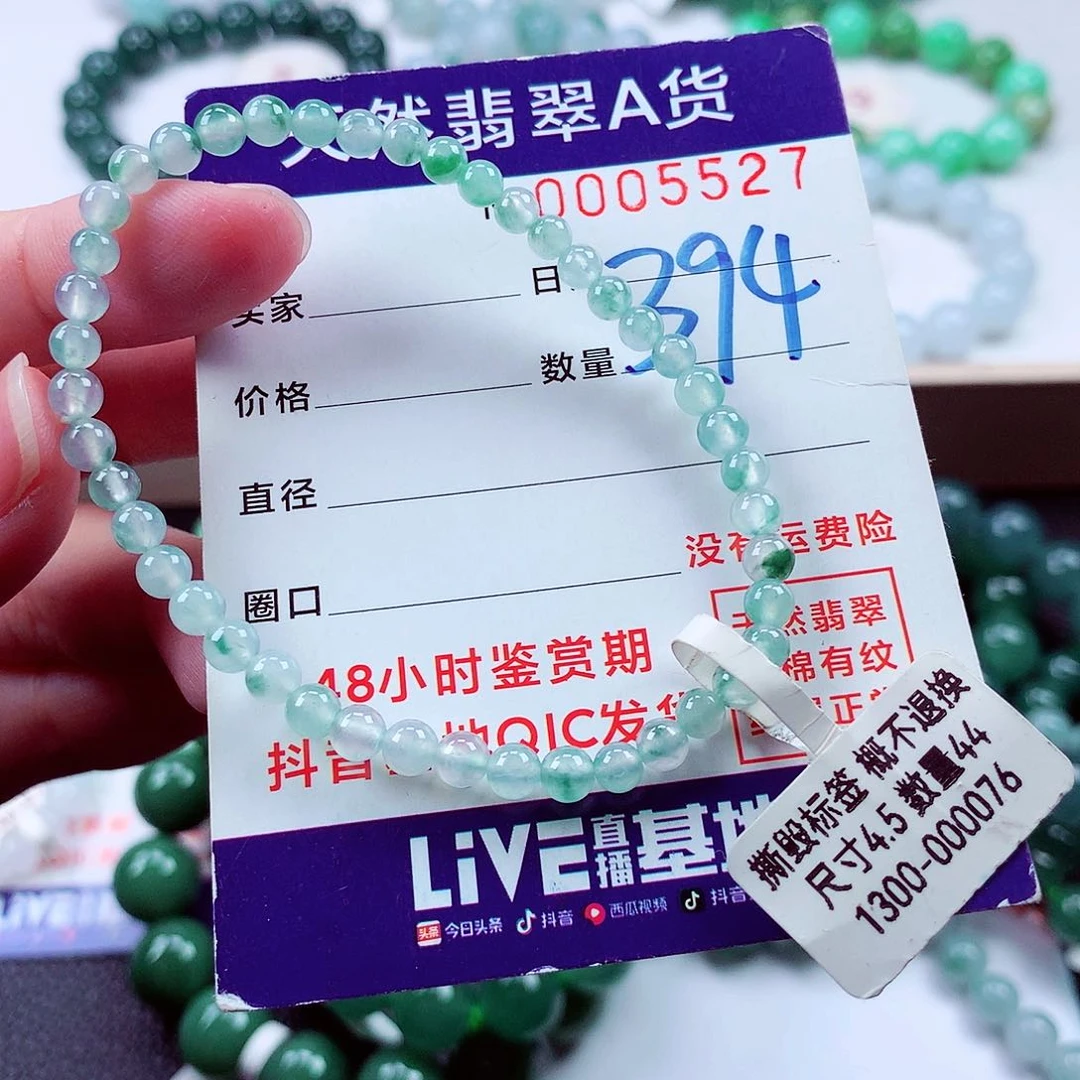 天然翡翠A货
0005527
394
卖家
日
价格
数量
直径
没有运费险
圈口
天然翡翠
棉有纹
48小时鉴赏期
抖音
QIC发货
LiVE直播基地
头条 今日头条 抖音 西瓜视频 抖音
撕毁标签 概不退换
尺寸4.5 数量44
1300-000076